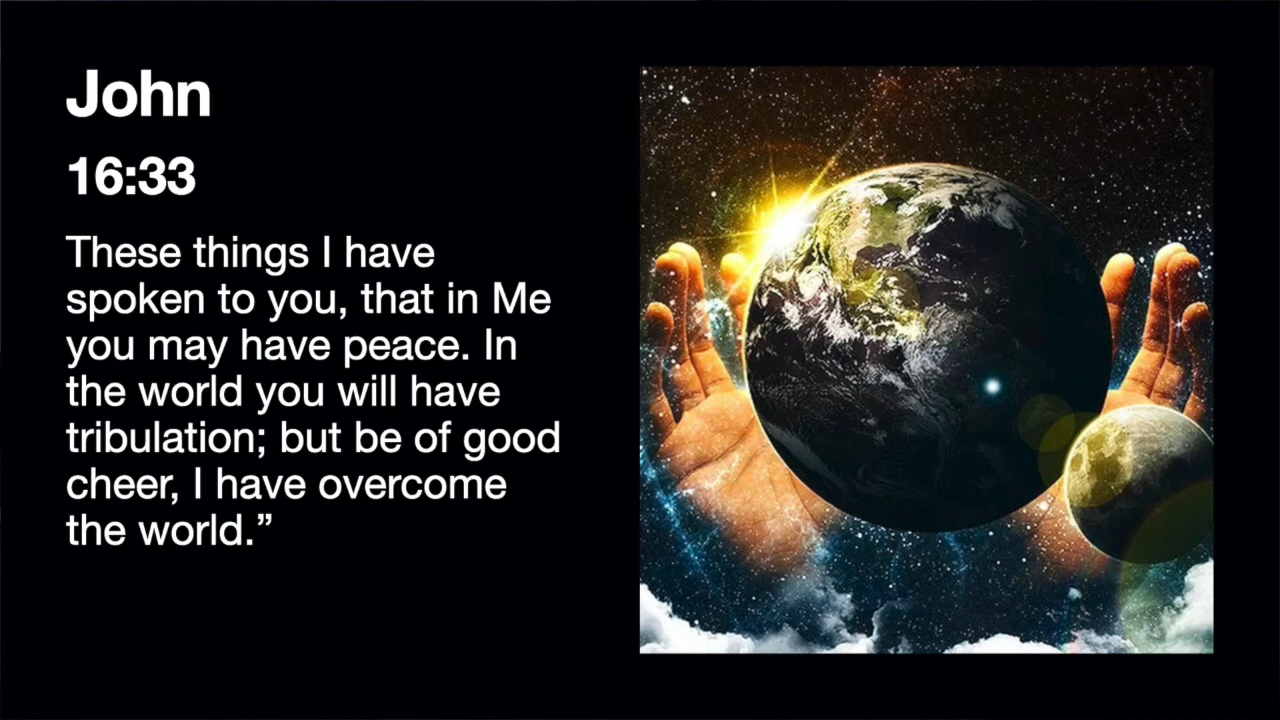 John
16:33
These things I have
spoken to you, that in Me
you may have peace. In
the world you will have
tribulation; but be of good
cheer, I have overcome
the world.”